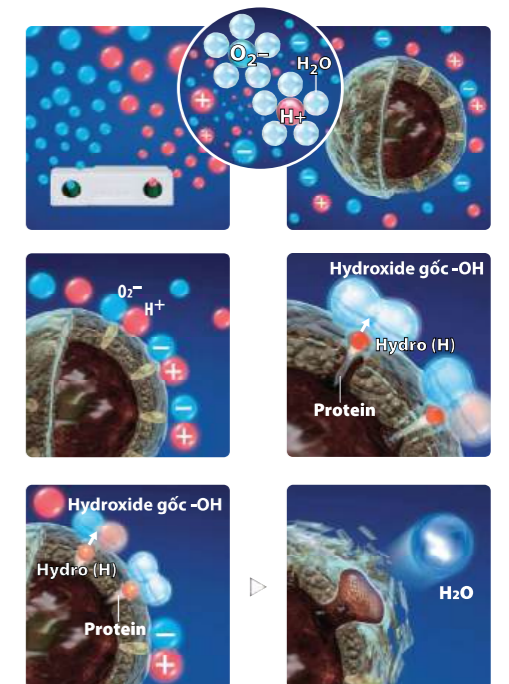 O₂−
H₂O
H+
+
−
+
−
+
−
+
−
+
−
+
O₂−
H+
−
+
−
+
Hydroxide gốc -OH
Hydro (H)
Protein
Hydroxide gốc -OH
Hydro (H)
Protein
−
+
H2O